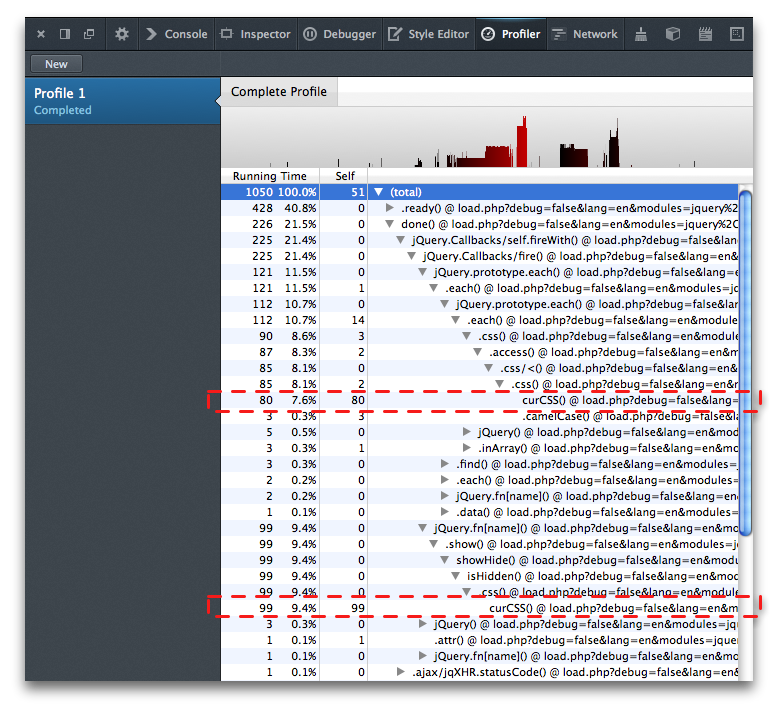 Console Inspector Debugger Style Editor Profiler Network
New
Profile 1
Completed
Complete Profile
Running Time Self
1050 100.0% 51 (total)
428 40.8% 0 .ready() @ load.php?debug=false&lang=en&modules=jquery%2
226 21.5% 0 done() @ load.php?debug=false&lang=en&modules=jquery%2C
225 21.4% 0 jQuery.Callbacks/self.fireWith() @ load.php?debug=false&lang
225 21.4% 0 jQuery.Callbacks/fire() @ load.php?debug=false&lang=en&
121 11.5% 0 jQuery.prototype.each() @ load.php?debug=false&lang=e
121 11.5% 1 .each() @ load.php?debug=false&lang=en&modules=jq
112 10.7% 0 jQuery.prototype.each() @ load.php?debug=false&lan
112 10.7% 14 .each() @ load.php?debug=false&lang=en&module
90 8.6% 3 .css() @ load.php?debug=false&lang=en&modul
87 8.3% 2 .access() @ load.php?debug=false&lang=en&m
85 8.1% 0 .css/<() @ load.php?debug=false&lang=en&
85 8.1% 2 .css() @ load.php?debug=false&lang=en&
80 7.6% 80 curCSS() @ load.php?debug=false&lang=
3 0.3% 3 .camelCase() @ load.php?debug=false&la
5 0.5% 0 jQuery() @ load.php?debug=false&lang=en&mod
3 0.3% 1 .inArray() @ load.php?debug=false&lang=en&mo
3 0.3% 0 .find() @ load.php?debug=false&lang=en&modules=j
2 0.2% 0 .each() @ load.php?debug=false&lang=en&modules=
2 0.2% 0 jQuery.fn[name]() @ load.php?debug=false&lang=en
1 0.1% 0 .data() @ load.php?debug=false&lang=en&modules=
99 9.4% 0 jQuery.fn[name]() @ load.php?debug=false&lang=en&mo
99 9.4% 0 .show() @ load.php?debug=false&lang=en&modules=j
99 9.4% 0 showHide() @ load.php?debug=false&lang=en&modul
99 9.4% 0 isHidden() @ load.php?debug=false&lang=en&modu
99 9.4% 0 .css() @ load.php?debug=false&lang=en&modul
99 9.4% 99 curCSS() @ load.php?debug=false&lang=en&m
3 0.3% 0 jQuery() @ load.php?debug=false&lang=en&modules=jqu
1 0.1% 1 .attr() @ load.php?debug=false&lang=en&modules=jquer
1 0.1% 0 jQuery.fn[name]() @ load.php?debug=false&lang=en&mo
1 0.1% 0 .ajax/jqXHR.statusCode() @ load.php?debug=false&lang=en